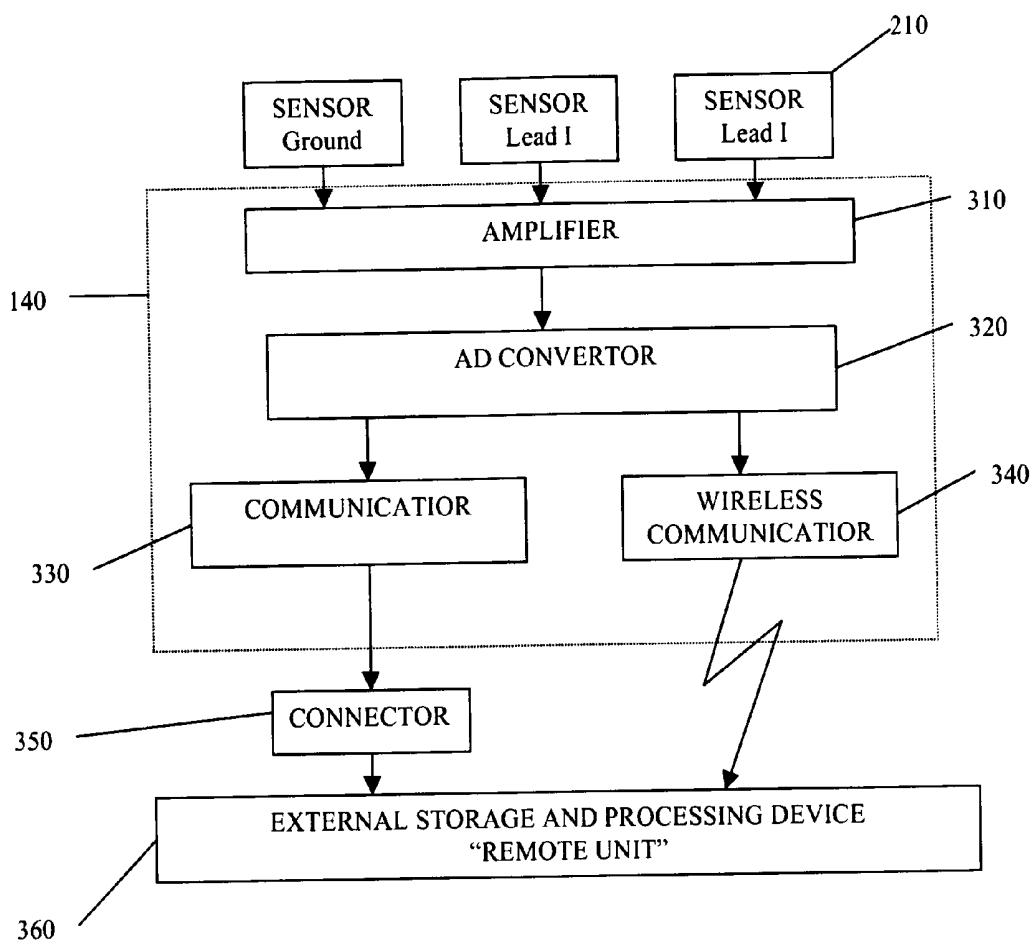 210
SENSOR
Ground
SENSOR
Lead I
SENSOR
Lead I
310
AMPLIFIER
140
320
AD CONVERTOR
340
COMMUNICATIOR
WIRELESS
COMMUNICATIOR
330
350
CONNECTOR
EXTERNAL STORAGE AND PROCESSING DEVICE
“REMOTE UNIT”
360